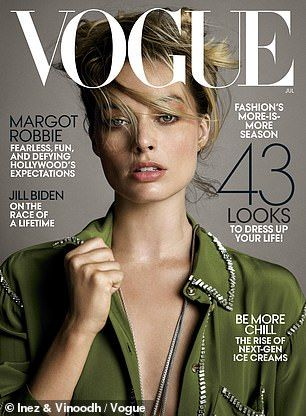 VOGUE
JUL
MARGOT
ROBBIE
FEARLESS, FUN,
AND DEFYING
HOLLYWOOD'S
EXPECTATIONS
JILL BIDEN
ON THE
RACE OF
A LIFETIME
FASHION'S
MORE-IS-
MORE
SEASON
43
LOOKS
TO DRESS UP
YOUR LIFE!
BE MORE
CHILL
THE RISE OF
NEXT-GEN
ICE CREAMS
© Inez & Vinoodh / Vogue